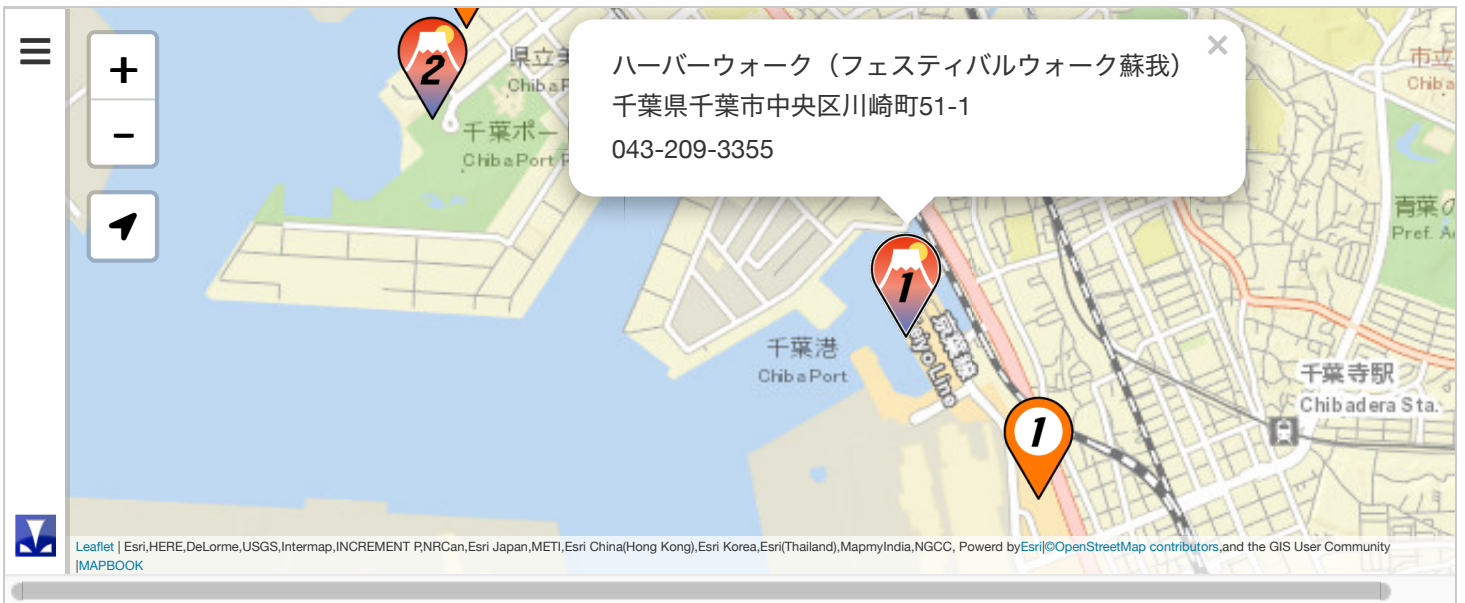 ハーバーウォーク（フェスティバルウォーク蘇我）
千葉県千葉市中央区川崎町51-1
043-209-3355
×
+
−
2
県立美
Chiba P
千葉ポー
Chiba Port P
市立
Chiba
青葉の
Pref. A
1
京葉線
Keiyo Line
千葉港
Chiba Port
千葉寺駅
Chibadera Sta.
1
Leaflet | Esri,HERE,DeLorme,USGS,Intermap,INCREMENT P,NRCan,Esri Japan,METI,Esri China(Hong Kong),Esri Korea,Esri(Thailand),MapmyIndia,NGCC, Powerd byEsri|©OpenStreetMap contributors,and the GIS User Community
|MAPBOOK